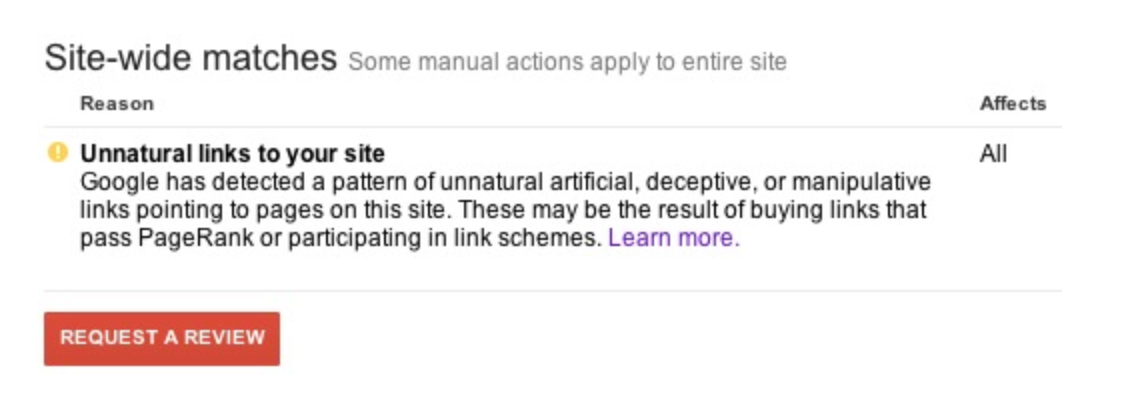 Site-wide matches Some manual actions apply to entire site
Reason Affects
Unnatural links to your site All
Google has detected a pattern of unnatural artificial, deceptive, or manipulative
links pointing to pages on this site. These may be the result of buying links that
pass PageRank or participating in link schemes. Learn more.
REQUEST A REVIEW